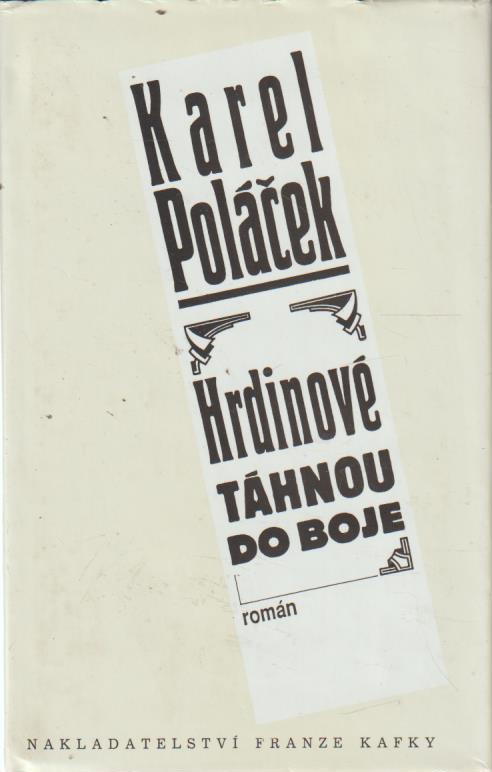 Karel
Poláček
Hrdinové
TÁHNOU
DO BOJE
román
NAKLADATELSTVÍ FRANZE KAFKY